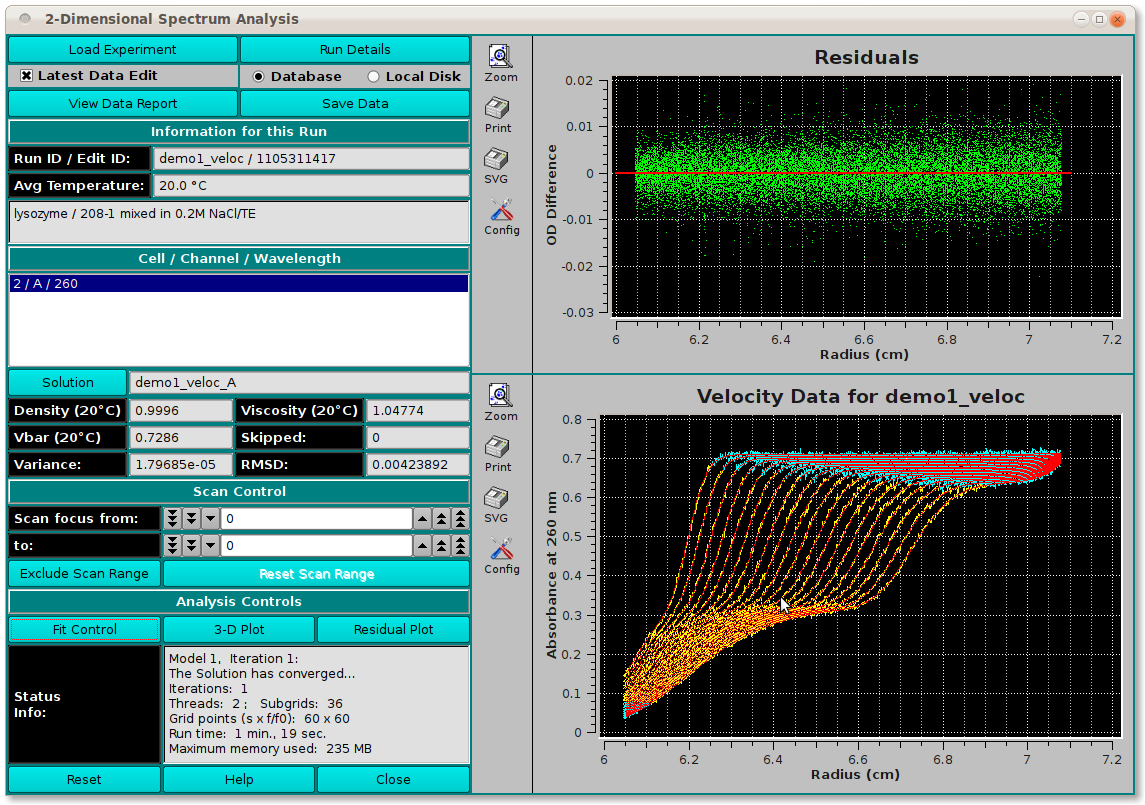 2-Dimensional Spectrum Analysis
Load Experiment
Run Details
Latest Data Edit
Database
Local Disk
View Data Report
Save Data
Information for this Run
Run ID / Edit ID:
demo1_veloc / 1105311417
Avg Temperature:
20.0 °C
lysozyme / 208-1 mixed in 0.2M NaCl/TE
Cell / Channel / Wavelength
2 / A / 260
Solution
demo1_veloc_A
Density (20°C)
0.9996
Viscosity (20°C)
1.04774
Vbar (20°C)
0.7286
Skipped:
0
Variance:
1.79685e-05
RMSD:
0.00423892
Scan Control
Scan focus from:
0
to:
0
Exclude Scan Range
Reset Scan Range
Analysis Controls
Fit Control
3-D Plot
Residual Plot
Status
Info:
Model 1,  Iteration 1:
The Solution has converged...
Iterations:  1
Threads:  2 ;   Subgrids:  36
Grid points (s x f/f0):  60 x 60
Run time:  1 min., 19 sec.
Maximum memory used:  235 MB
Reset
Help
Close
Zoom
Print
SVG
Config
Residuals
OD Difference
0.02
0.01
0
-0.01
-0.02
-0.03
6
6.2
6.4
6.6
6.8
7
7.2
Radius (cm)
Zoom
Print
SVG
Config
Velocity Data for demo1_veloc
Absorbance at 260 nm
0.8
0.7
0.6
0.5
0.4
0.3
0.2
0.1
0
6
6.2
6.4
6.6
6.8
7
7.2
Radius (cm)